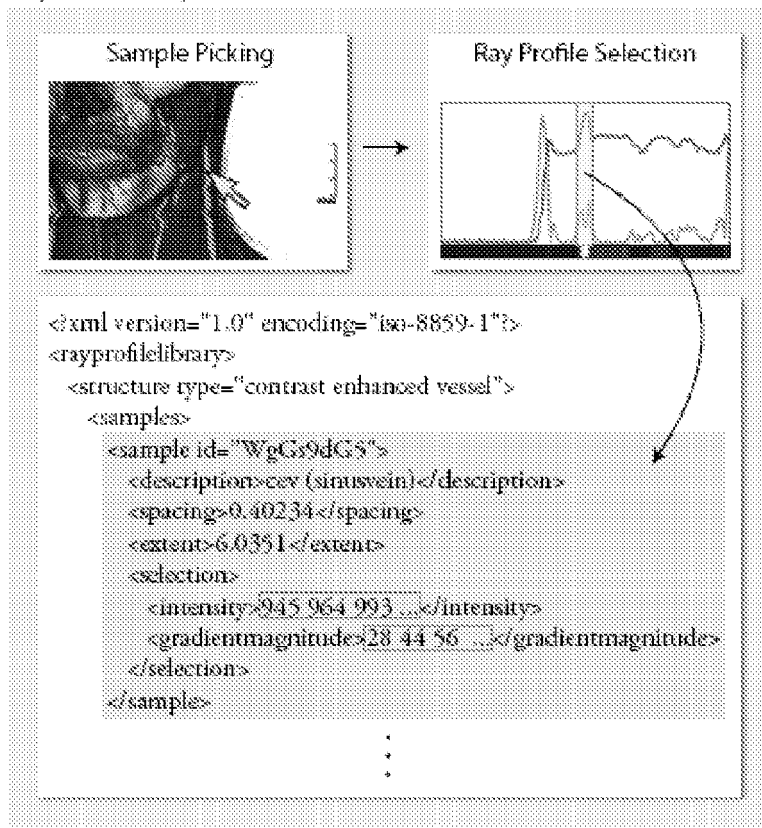 Sample Picking
Ray Profile Selection
<?xml version="1.0" encoding="iso-8859-1"?>
<rayprofilelibrary>
<structure type="contrast enhanced vessel">
<samples>
<sample id="WgGs9dG5">
<description>cev (sinusvein)</description>
<spacing>0.40234</spacing>
<extent>6.0351</extent>
<selection>
<intensity>945 964 993 ...</intensity>
<gradientmagnitude>28 44 56 ...</gradientmagnitude>
</selection>
</sample>